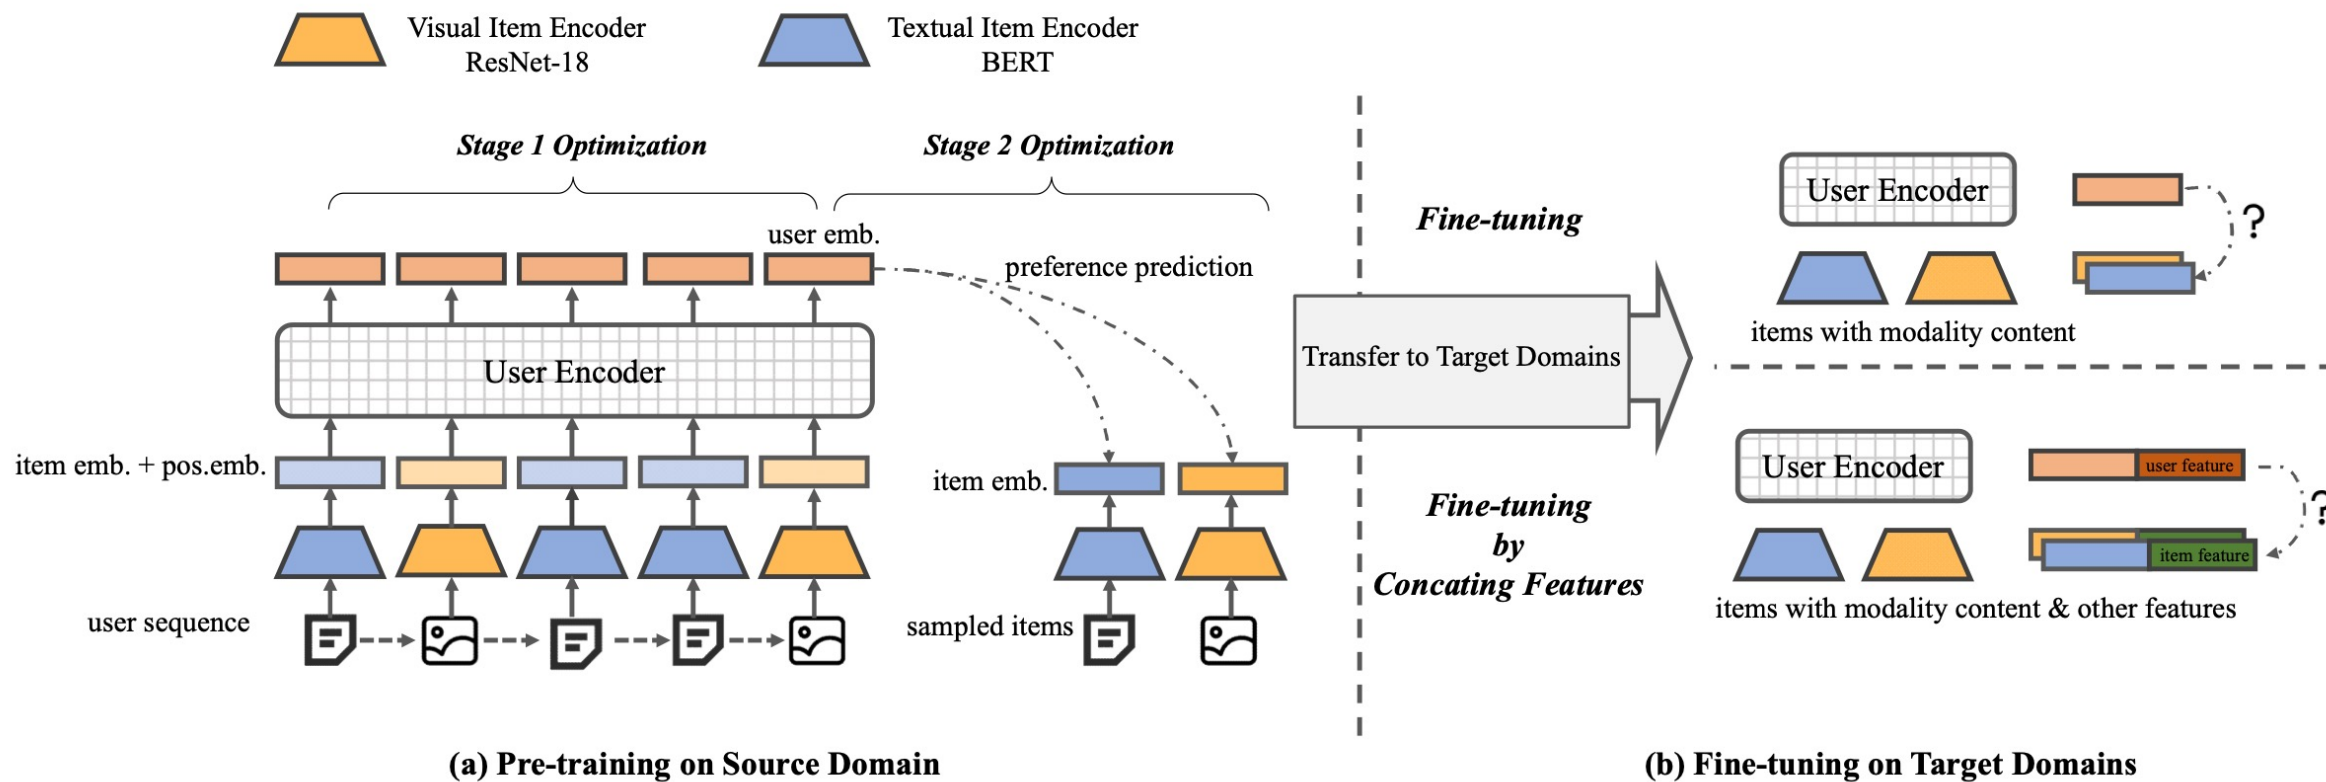 Visual Item Encoder
ResNet-18
Textual Item Encoder
BERT
Stage 1 Optimization
Stage 2 Optimization
user emb.
preference prediction
User Encoder
item emb. + pos.emb.
item emb.
user sequence
sampled items
(a) Pre-training on Source Domain
Fine-tuning
Transfer to Target Domains
Fine-tuning
by
Concating Features
User Encoder
?
items with modality content
User Encoder
user feature
?
item feature
items with modality content & other features
(b) Fine-tuning on Target Domains